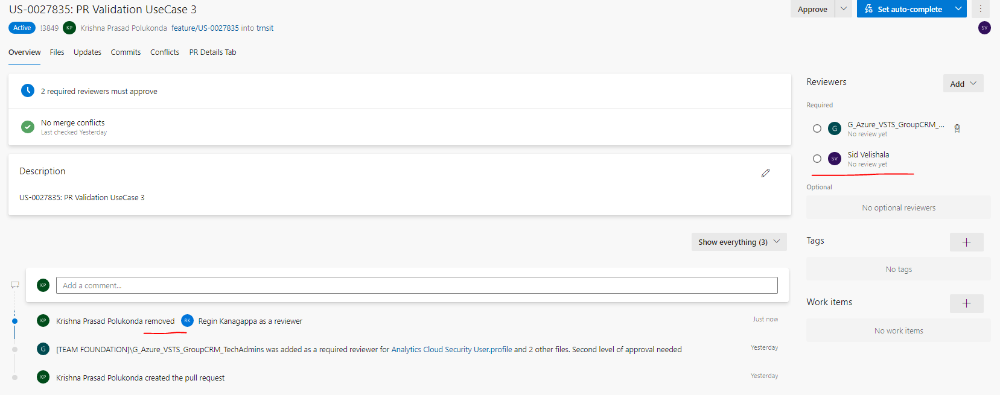 US-0027835: PR Validation UseCase 3
Approve
Set auto-complete
Active !3849 KP Krishna Prasad Polukonda feature/US-0027835 into trnsit
SV
Overview Files Updates Commits Conflicts PR Details Tab
2 required reviewers must approve
No merge conflicts
Last checked Yesterday
Description
US-0027835: PR Validation UseCase 3
Show everything (3)
KP Add a comment...
KP Krishna Prasad Polukonda removed RK Regin Kanagappa as a reviewer Just now
G [TEAM FOUNDATION]\G_Azure_VSTS_GroupCRM_TechAdmins was added as a required reviewer for Analytics Cloud Security User.profile and 2 other files. Second level of approval needed Yesterday
KP Krishna Prasad Polukonda created the pull request Yesterday
Reviewers Add
Required
G G_Azure_VSTS_GroupCRM_...
No review yet
SV Sid Velishala
No review yet
Optional
No optional reviewers
Tags
No tags
Work items
No work items